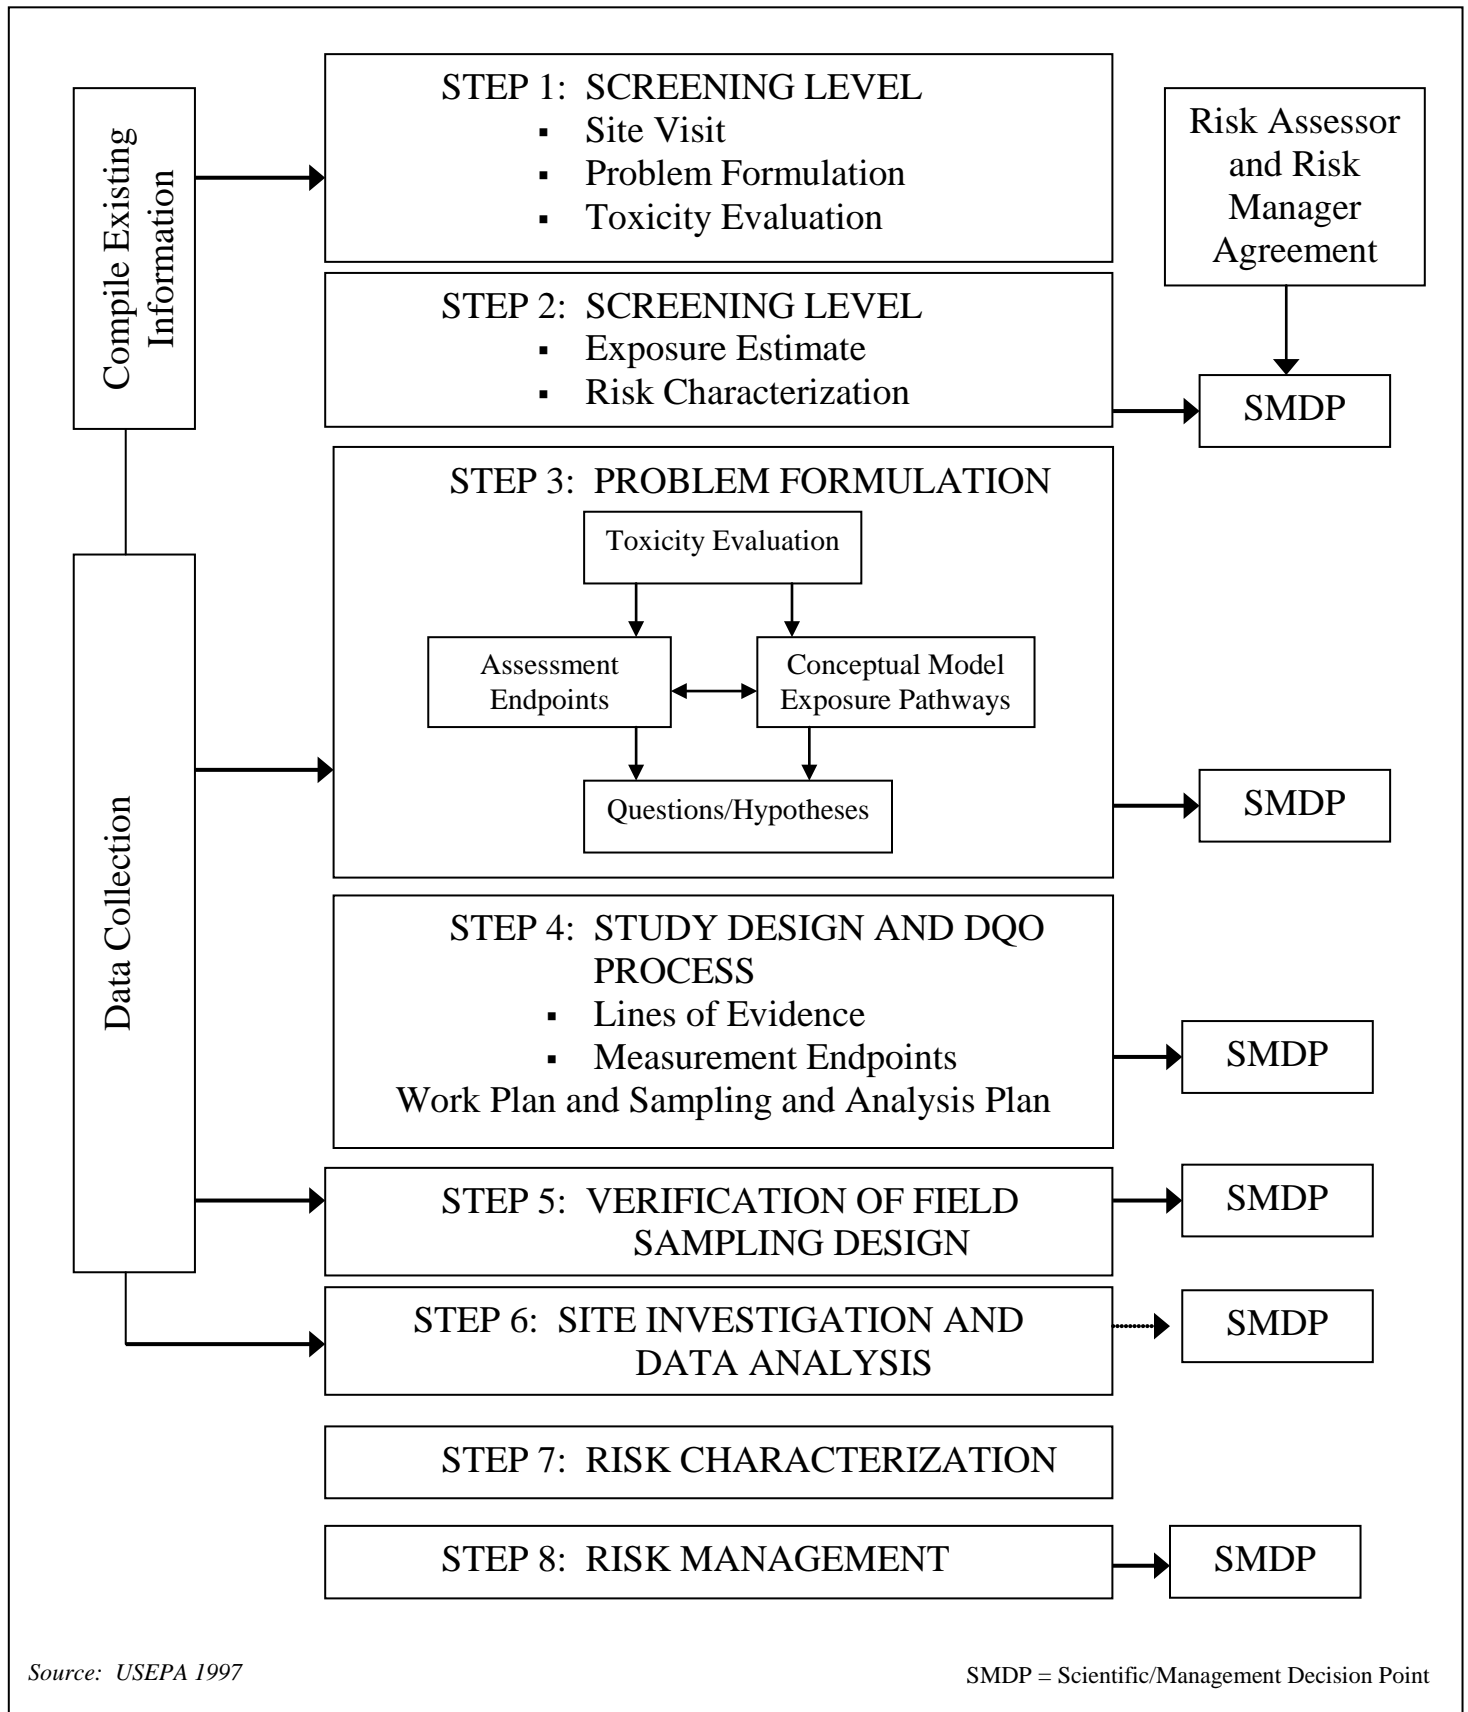 Compile Existing
Information
STEP 1: SCREENING LEVEL
▪ Site Visit
▪ Problem Formulation
▪ Toxicity Evaluation
Risk Assessor
and Risk
Manager
Agreement
STEP 2: SCREENING LEVEL
▪ Exposure Estimate
▪ Risk Characterization
SMDP
Data Collection
STEP 3: PROBLEM FORMULATION
Toxicity Evaluation
Assessment
Endpoints
Conceptual Model
Exposure Pathways
Questions/Hypotheses
SMDP
STEP 4: STUDY DESIGN AND DQO
PROCESS
▪ Lines of Evidence
▪ Measurement Endpoints
Work Plan and Sampling and Analysis Plan
SMDP
STEP 5: VERIFICATION OF FIELD
SAMPLING DESIGN
SMDP
STEP 6: SITE INVESTIGATION AND
DATA ANALYSIS
SMDP
STEP 7: RISK CHARACTERIZATION
STEP 8: RISK MANAGEMENT
SMDP
Source: USEPA 1997
SMDP = Scientific/Management Decision Point